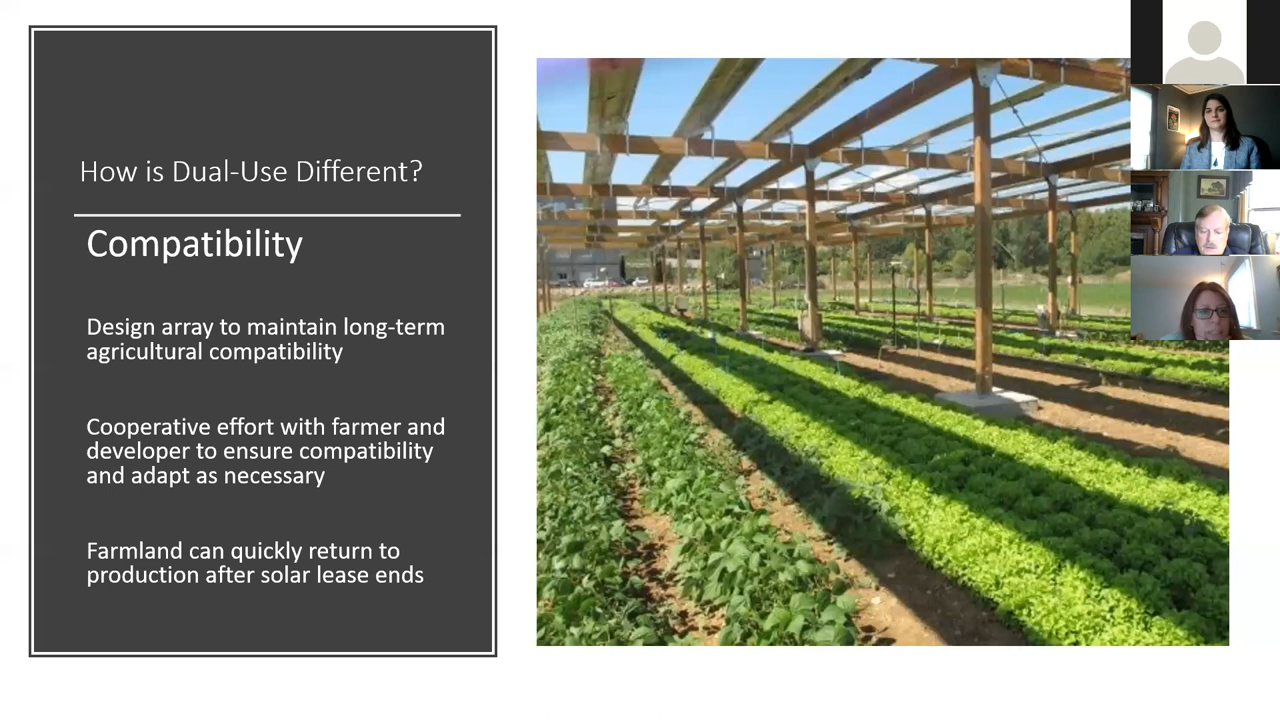 How is Dual-Use Different?
Compatibility
Design array to maintain long-term
agricultural compatibility
Cooperative effort with farmer and
developer to ensure compatibility
and adapt as necessary
Farmland can quickly return to
production after solar lease ends